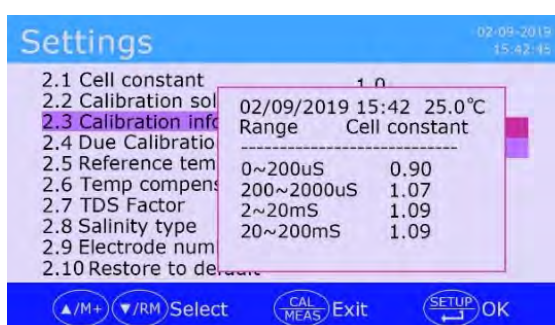 Settings
02-09-2019
15:42:45
2.1 Cell constant 1.0
2.2 Calibration sol
2.3 Calibration info
2.4 Due Calibratio
2.5 Reference tem
2.6 Temp compens
2.7 TDS Factor
2.8 Salinity type
2.9 Electrode num
2.10 Restore to default
02/09/2019 15:42 25.0℃
Range Cell constant
---------------------------
0~200uS 0.90
200~2000uS 1.07
2~20mS 1.09
20~200mS 1.09
▲/M+ ▼/RM Select
CAL
MEAS Exit
SETUP OK